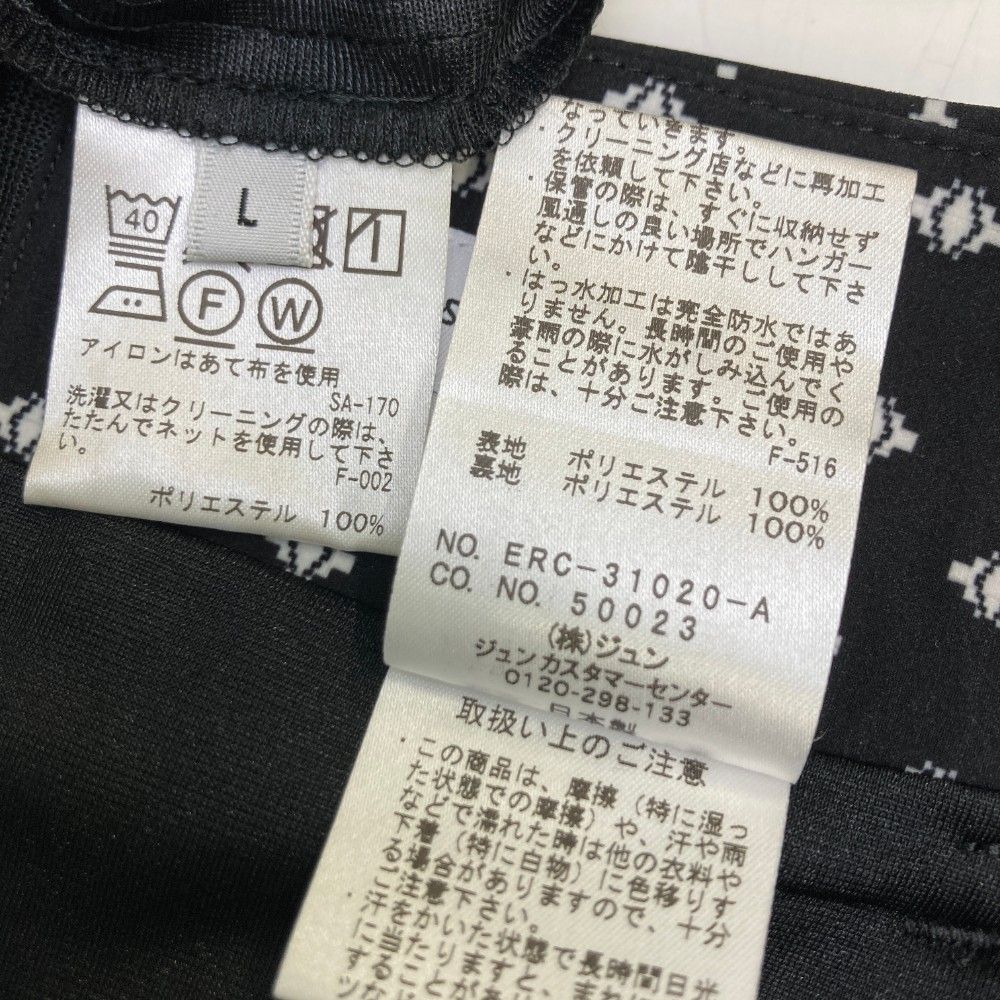 40
L
F
W
アイロンはあて布を使用
SA-170
洗濯又はクリーニングの際は、
たたんでネットを使用して下さ
い。
F-002
ポリエステル 100%
なっていきます。
・クリーニング店などに再加工
を依頼して下さい。
・保管の際は、すぐに収納せず
風通しの良い場所でハンガー
などにかけて陰干しして下さ
い。
・はっ水加工は完全防水ではあ
りません。長時間のご使用や
豪雨の際に水がしみ込んでく
ることがあります。ご使用の
際は、十分ご注意下さい。
F-516
表地 ポリエステル 100%
裏地 ポリエステル 100%
NO. ERC-31020-A
CO. NO. 50023
(株)ジュン
ジュンカスタマーセンター
0120-298-133
日本製
取扱い上のご注意
・この商品は、摩擦(特に湿っ
た状態での摩擦)や、汗や雨
などで濡れた時は他の衣料や
下着(特に白物)に色移りす
る場合がありますので、十分
ご注意下さい。
・汗をかいた状態で長時間日光